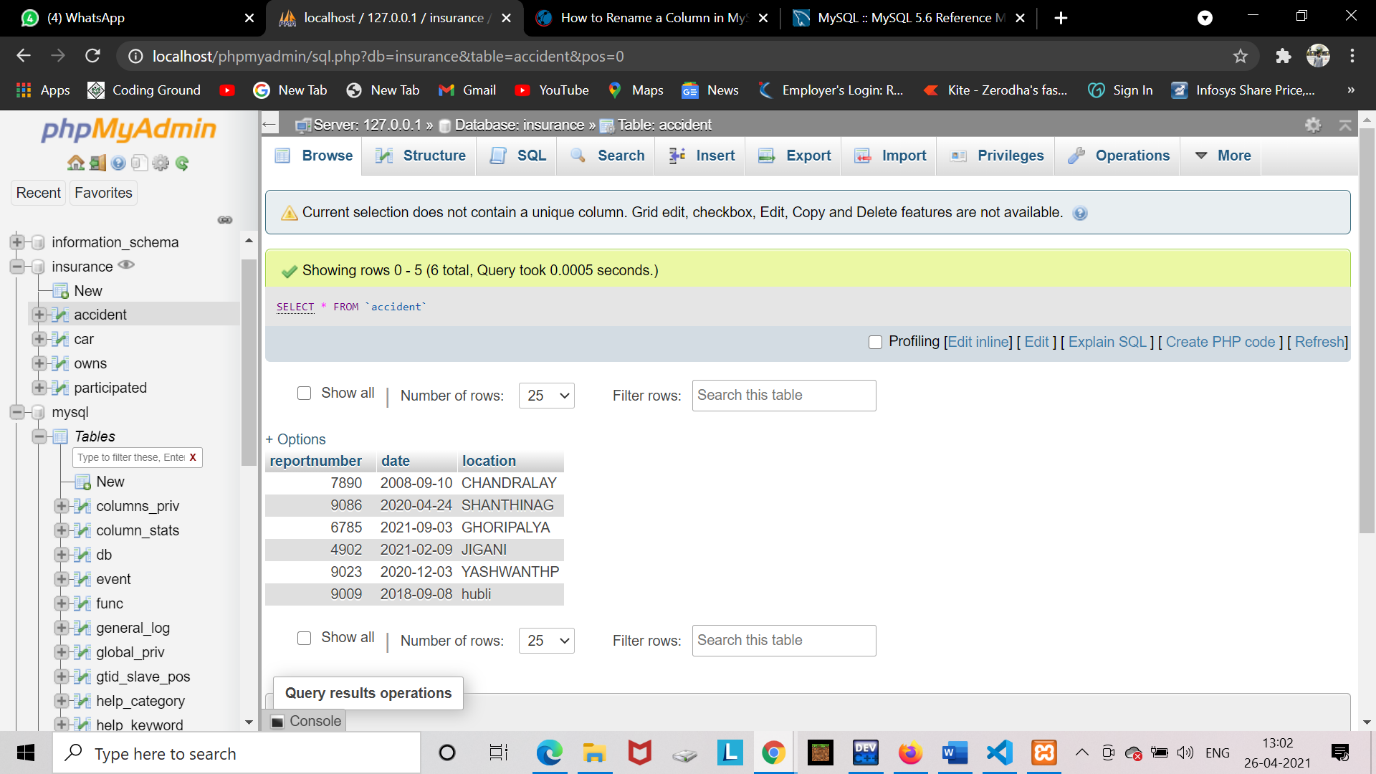 (4) WhatsApp
localhost / 127.0.0.1 / insurance /
How to Rename a Column in MyS
MySQL :: MySQL 5.6 Reference M
localhost/phpmyadmin/sql.php?db=insurance&table=accident&pos=0
Apps Coding Ground New Tab New Tab Gmail YouTube Maps News Employer's Login: R... Kite - Zerodha's fas... Sign In Infosys Share Price,... »
phpMyAdmin
Recent Favorites
information_schema
insurance
New
accident
car
owns
participated
mysql
Tables
Type to filter these, Enter X
New
columns_priv
column_stats
db
event
func
general_log
global_priv
gtid_slave_pos
help_category
help_keyword
Server: 127.0.0.1 » Database: insurance » Table: accident
Browse Structure SQL Search Insert Export Import Privileges Operations More
Current selection does not contain a unique column. Grid edit, checkbox, Edit, Copy and Delete features are not available.
Showing rows 0 - 5 (6 total, Query took 0.0005 seconds.)
SELECT * FROM `accident`
Profiling [Edit inline] [ Edit ] [ Explain SQL ] [ Create PHP code ] [ Refresh]
Show all | Number of rows: 25 Filter rows: Search this table
+ Options
reportnumber date location
7890 2008-09-10 CHANDRALAY
9086 2020-04-24 SHANTHINAG
6785 2021-09-03 GHORIPALYA
4902 2021-02-09 JIGANI
9023 2020-12-03 YASHWANTHP
9009 2018-09-08 hubli
Show all | Number of rows: 25 Filter rows: Search this table
Query results operations
Console
Type here to search
ENG
13:02
26-04-2021